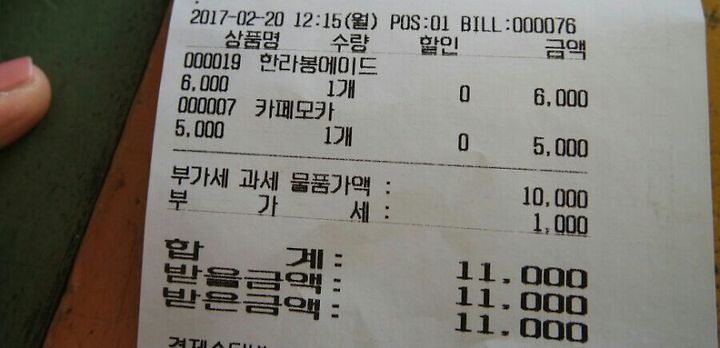 2017-02-20 12:15(월) POS:01 BILL:000076
상품명 수량 할인 금액
000019 한라봉에이드
6,000 1개 0 6,000
000007 카페모카
5,000 1개 0 5,000
부가세 과세 물품가액 : 10,000
부 가 세 : 1,000
합 계 : 11,000
받을금액: 11,000
받은금액: 11,000